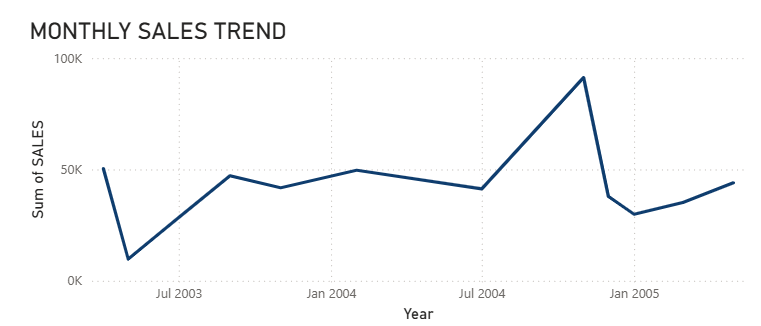 MONTHLY SALES TREND
100K
50K
0K
Sum of SALES
Jul 2003
Jan 2004
Jul 2004
Jan 2005
Year